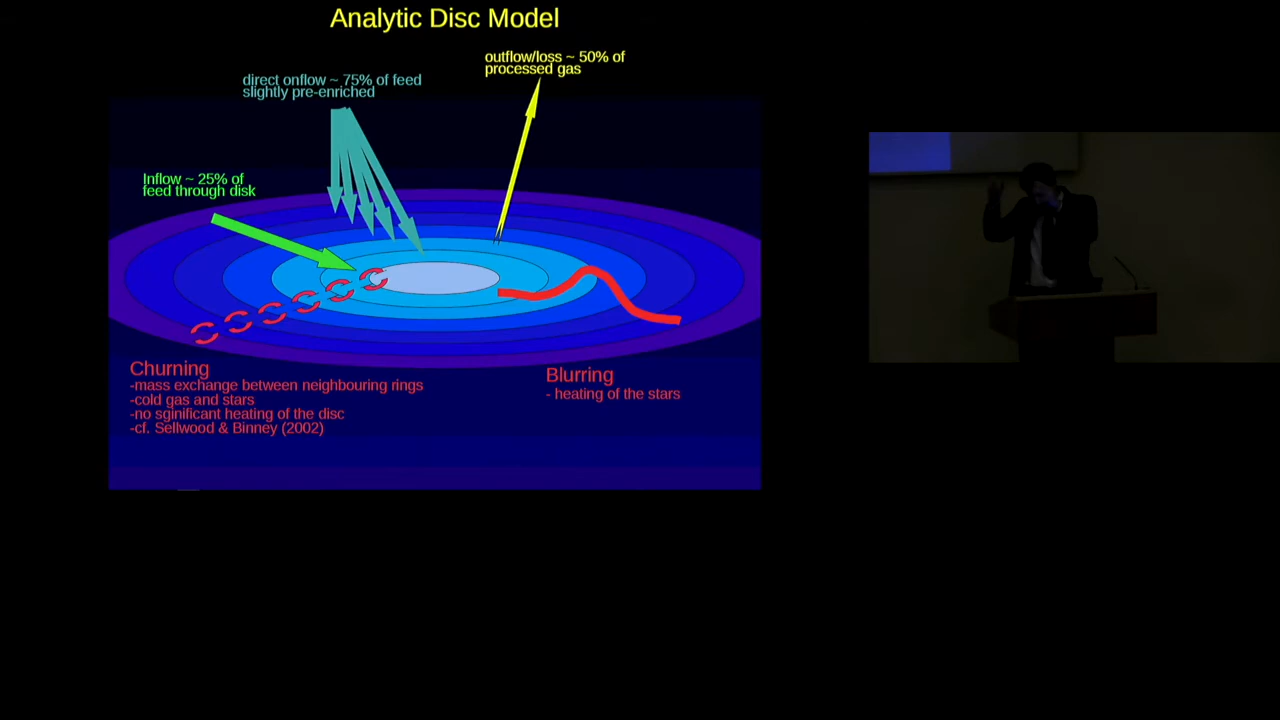 Analytic Disc Model
outflow/loss ~ 50% of
processed gas
direct onflow ~ 75% of feed
slightly pre-enriched
Inflow ~ 25% of
feed through disk
Churning
-mass exchange between neighbouring rings
-cold gas and stars
-no sginificant heating of the disc
-cf. Sellwood & Binney (2002)
Blurring
- heating of the stars